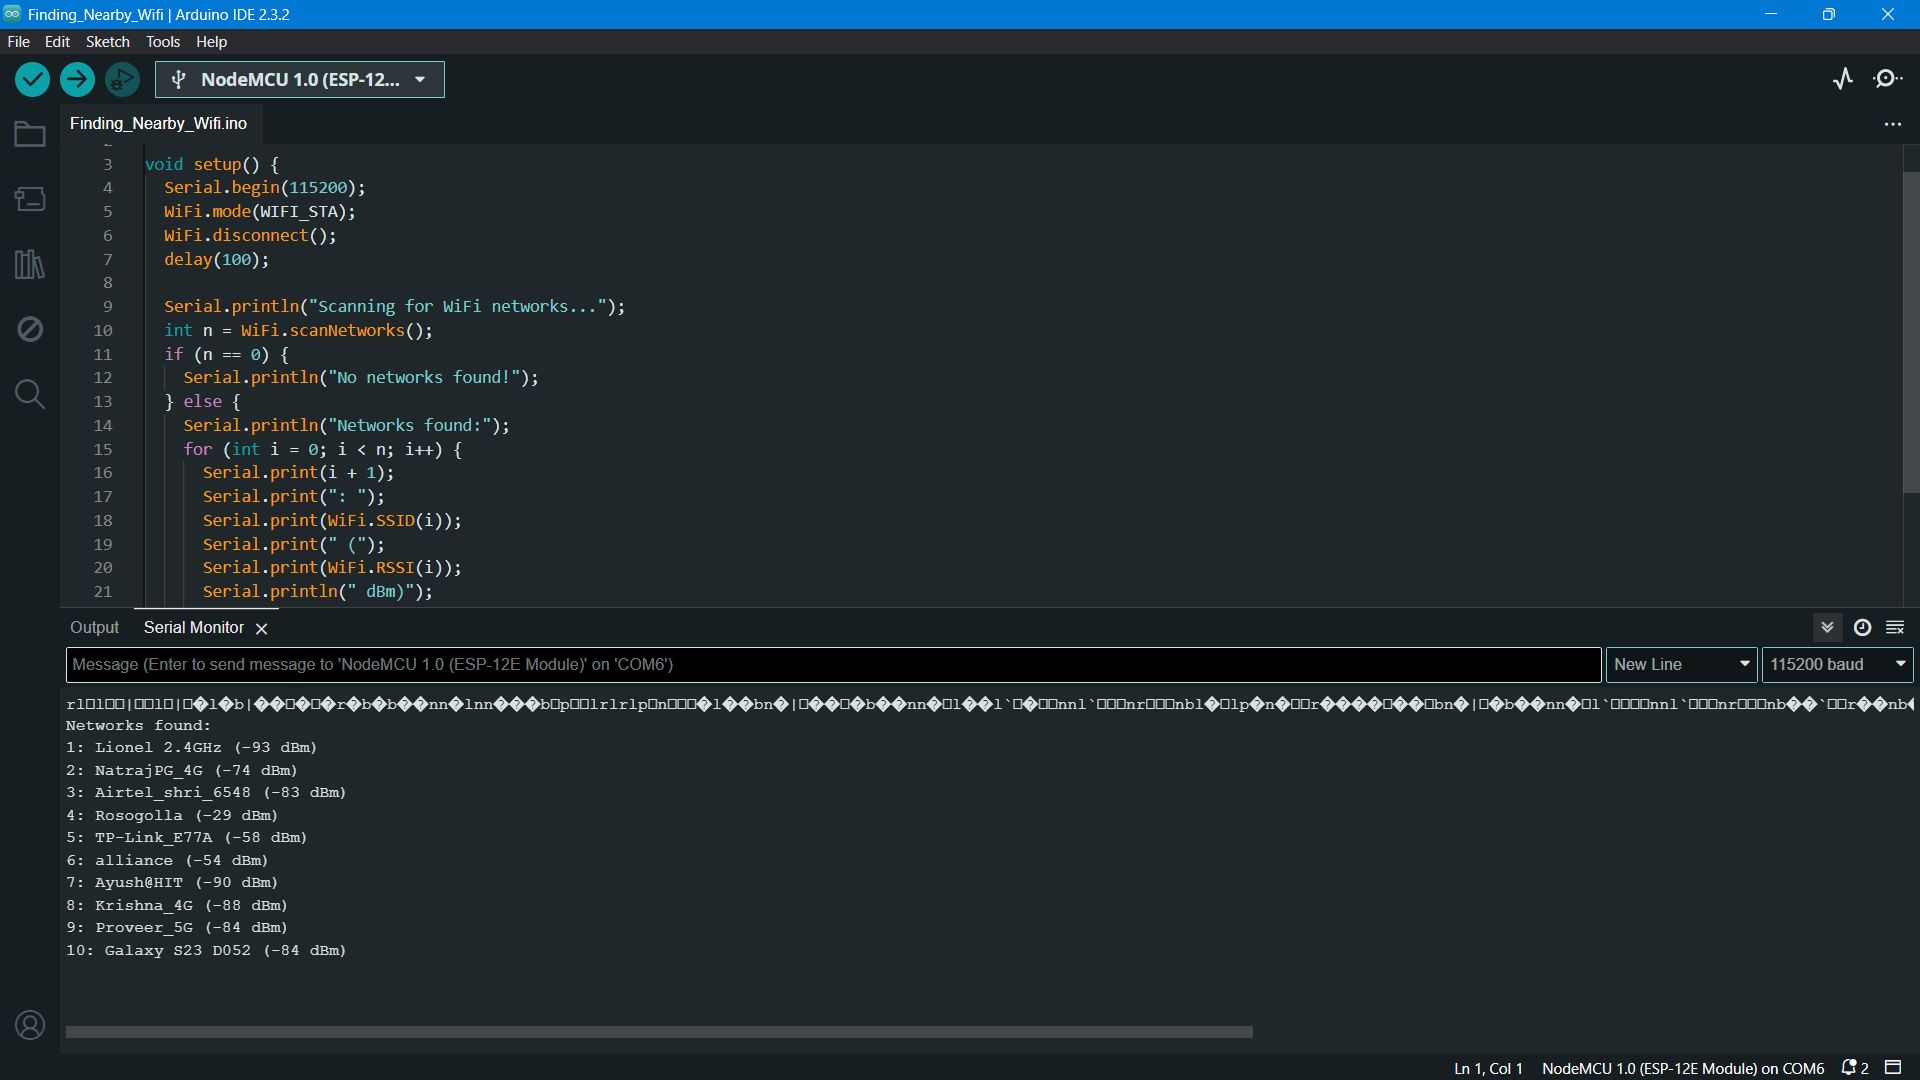 Finding_Nearby_Wifi | Arduino IDE 2.3.2
File Edit Sketch Tools Help
NodeMCU 1.0 (ESP-12...
Finding_Nearby_Wifi.ino
3 void setup() {
4 Serial.begin(115200);
5 WiFi.mode(WIFI_STA);
6 WiFi.disconnect();
7 delay(100);
8
9 Serial.println("Scanning for WiFi networks...");
10 int n = WiFi.scanNetworks();
11 if (n == 0) {
12 Serial.println("No networks found!");
13 } else {
14 Serial.println("Networks found:");
15 for (int i = 0; i < n; i++) {
16 Serial.print(i + 1);
17 Serial.print(": ");
18 Serial.print(WiFi.SSID(i));
19 Serial.print(" (");
20 Serial.print(WiFi.RSSI(i));
21 Serial.println(" dBm)");
Output Serial Monitor
Message (Enter to send message to 'NodeMCU 1.0 (ESP-12E Module)' on 'COM6') New Line 115200 baud
Networks found:
1: Lionel 2.4GHz (-93 dBm)
2: NatrajPG_4G (-74 dBm)
3: Airtel_shri_6548 (-83 dBm)
4: Rosogolla (-29 dBm)
5: TP-Link_E77A (-58 dBm)
6: alliance (-54 dBm)
7: Ayush@HIT (-90 dBm)
8: Krishna_4G (-88 dBm)
9: Proveer_5G (-84 dBm)
10: Galaxy S23 D052 (-84 dBm)
Ln 1, Col 1 NodeMCU 1.0 (ESP-12E Module) on COM6 2